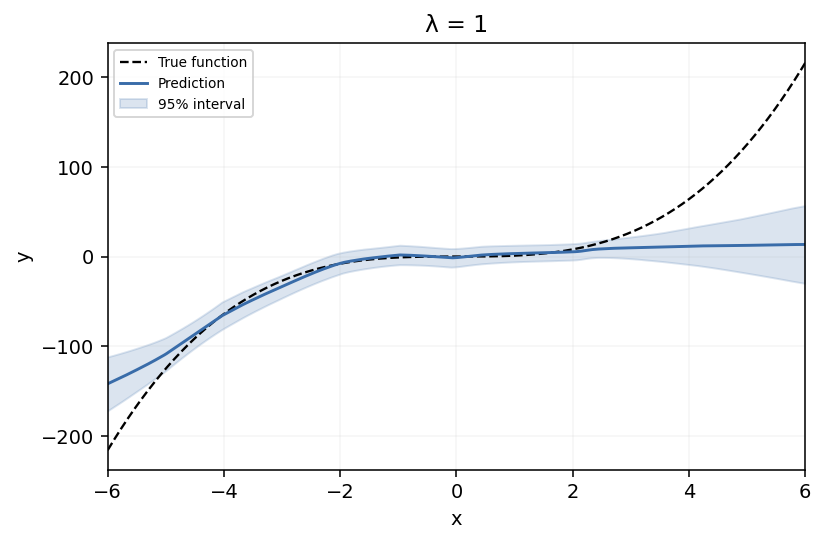 λ = 1
True function
Prediction
95% interval
200
100
0
−100
−200
y
−6 −4 −2 0 2 4 6
x